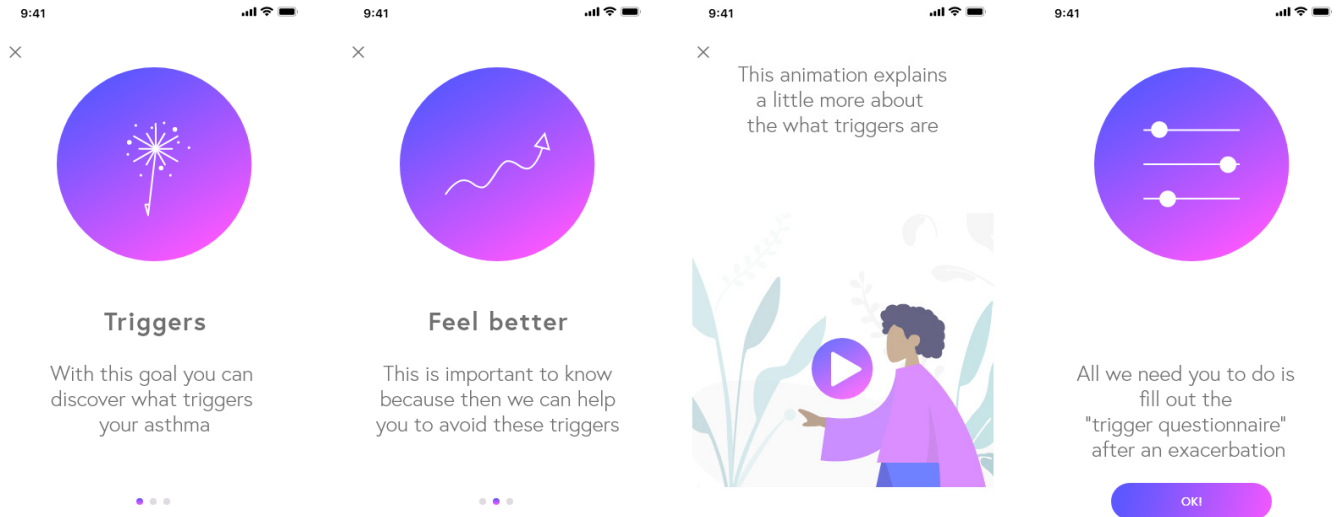 9:41
Triggers
With this goal you can
discover what triggers
your asthma
9:41
Feel better
This is important to know
because then we can help
you to avoid these triggers
9:41
This animation explains
a little more about
the what triggers are
9:41
All we need you to do is
fill out the
"trigger questionnaire"
after an exacerbation
OK!